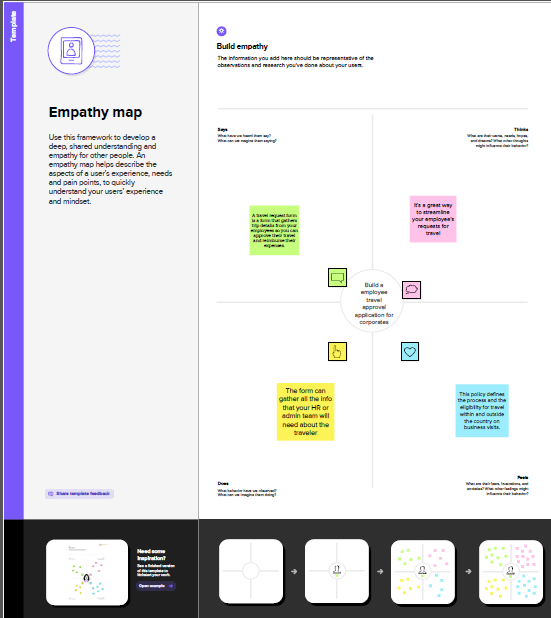 Template
Empathy map
Use this framework to develop a
deep, shared understanding and
empathy for other people. An
empathy map helps describe the
aspects of a user's experience, needs
and pain points, to quickly
understand your users' experience
and mindset.
Share template feedback
Build empathy
The information you add here should be representative of the
observations and research you've done about your users.
Says
What have we heard them say?
What can we imagine them saying?
Thinks
What are their wants, needs, hopes,
and dreams? What other thoughts
might influence their behavior?
A travel request form
is a form that gathers
trip details from your
employees so you can
approve their travel
and reimburse their
expenses.
It's a great way
to streamline
your employee's
requests for
travel
Build a
employee
travel
approval
application for
corporates
The form can
gather all the info
that your HR or
admin team will
need about the
traveler
This policy defines
the process and the
eligibility for travel
within and outside
the country on
business visits.
Does
What behavior have we observed?
What can we imagine them doing?
Feels
What are their fears, frustrations, and
anxieties? What other feelings might
influence their behavior?
Need some
inspiration?
See a finished version
of this template to
kickstart your work.
Open example